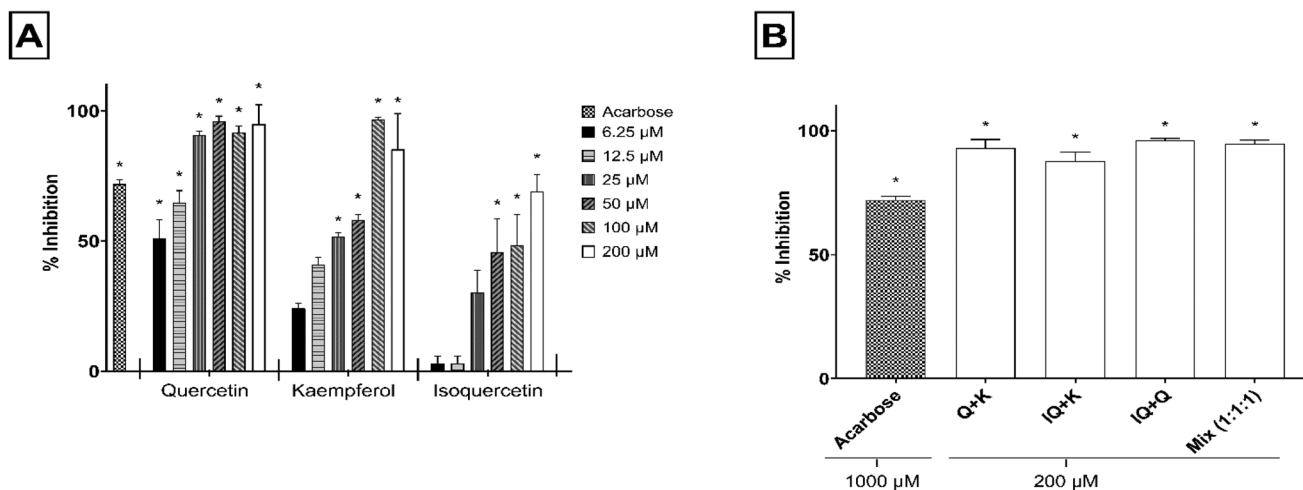 A
% Inhibition
100
50
0
*
*
*
*
*
*
*
*
*
*
*
*
*
*
Quercetin
Kaempferol
Isoquercetin
Acarbose
6.25 µM
12.5 µM
25 µM
50 µM
100 µM
200 µM
B
% Inhibition
100
50
0
*
*
*
*
*
Acarbose
Q+K
IQ+K
IQ+Q
Mix (1:1:1)
1000 µM
200 µM